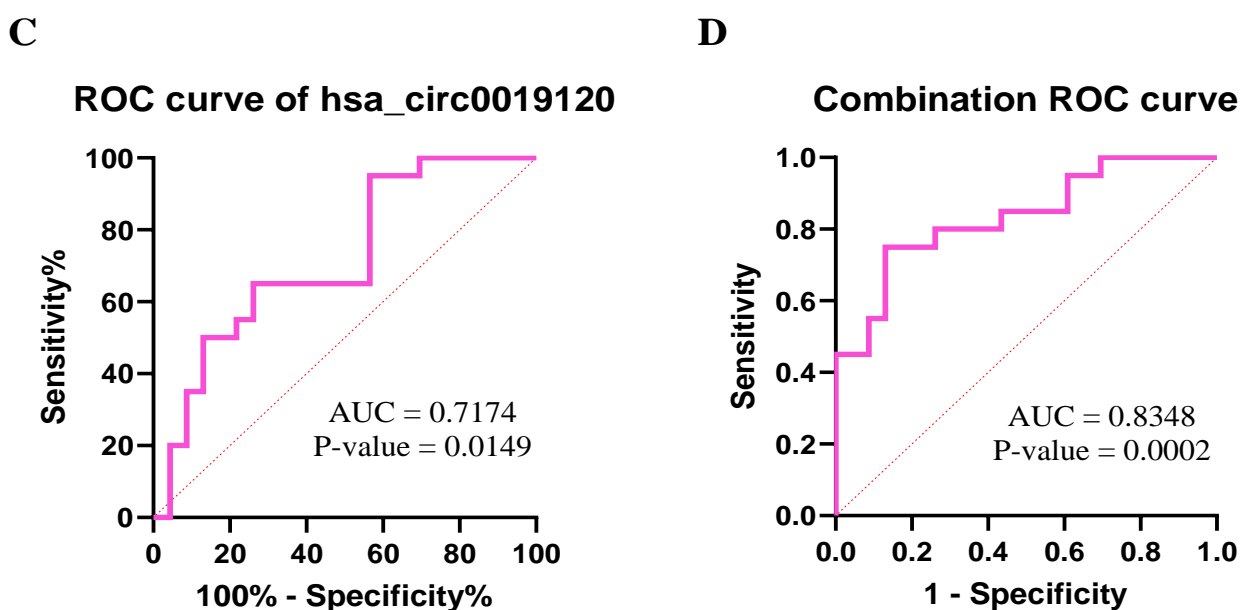 C
ROC curve of hsa_circ0019120
100
80
60
40
20
0
Sensitivity%
AUC = 0.7174
P-value = 0.0149
0 20 40 60 80 100
100% - Specificity%
D
Combination ROC curve
1.0
0.8
0.6
0.4
0.2
0.0
Sensitivity
AUC = 0.8348
P-value = 0.0002
0.0 0.2 0.4 0.6 0.8 1.0
1 - Specificity